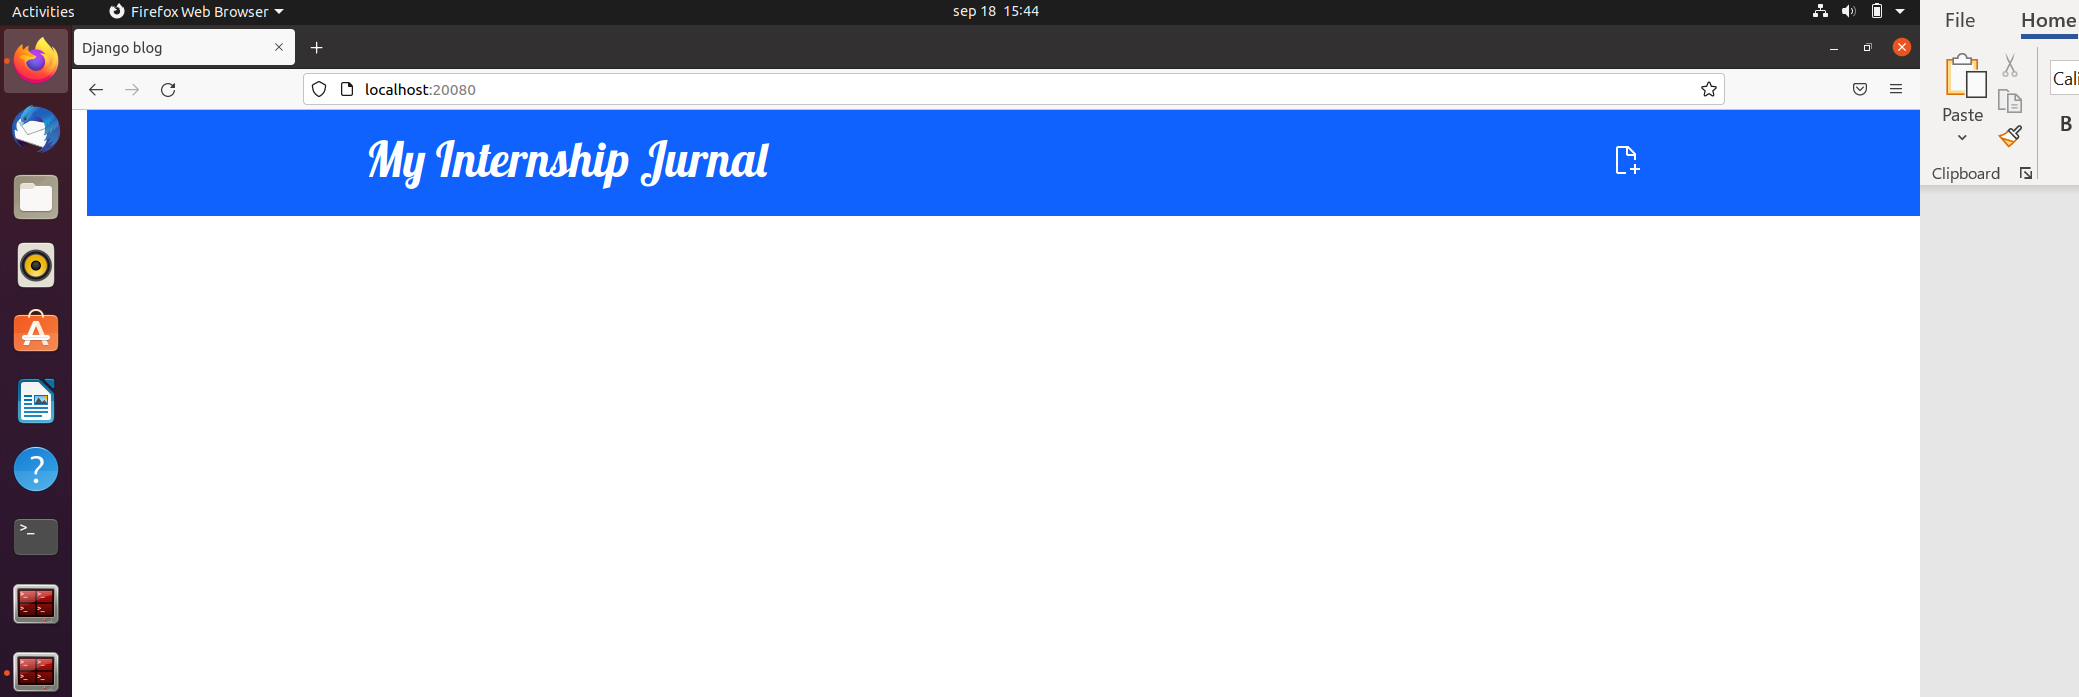 Activities
Firefox Web Browser
sep 18 15:44
Django blog
localhost:20080
My Internship Jurnal
>_
File
Home
Paste
Cali
B
Clipboard